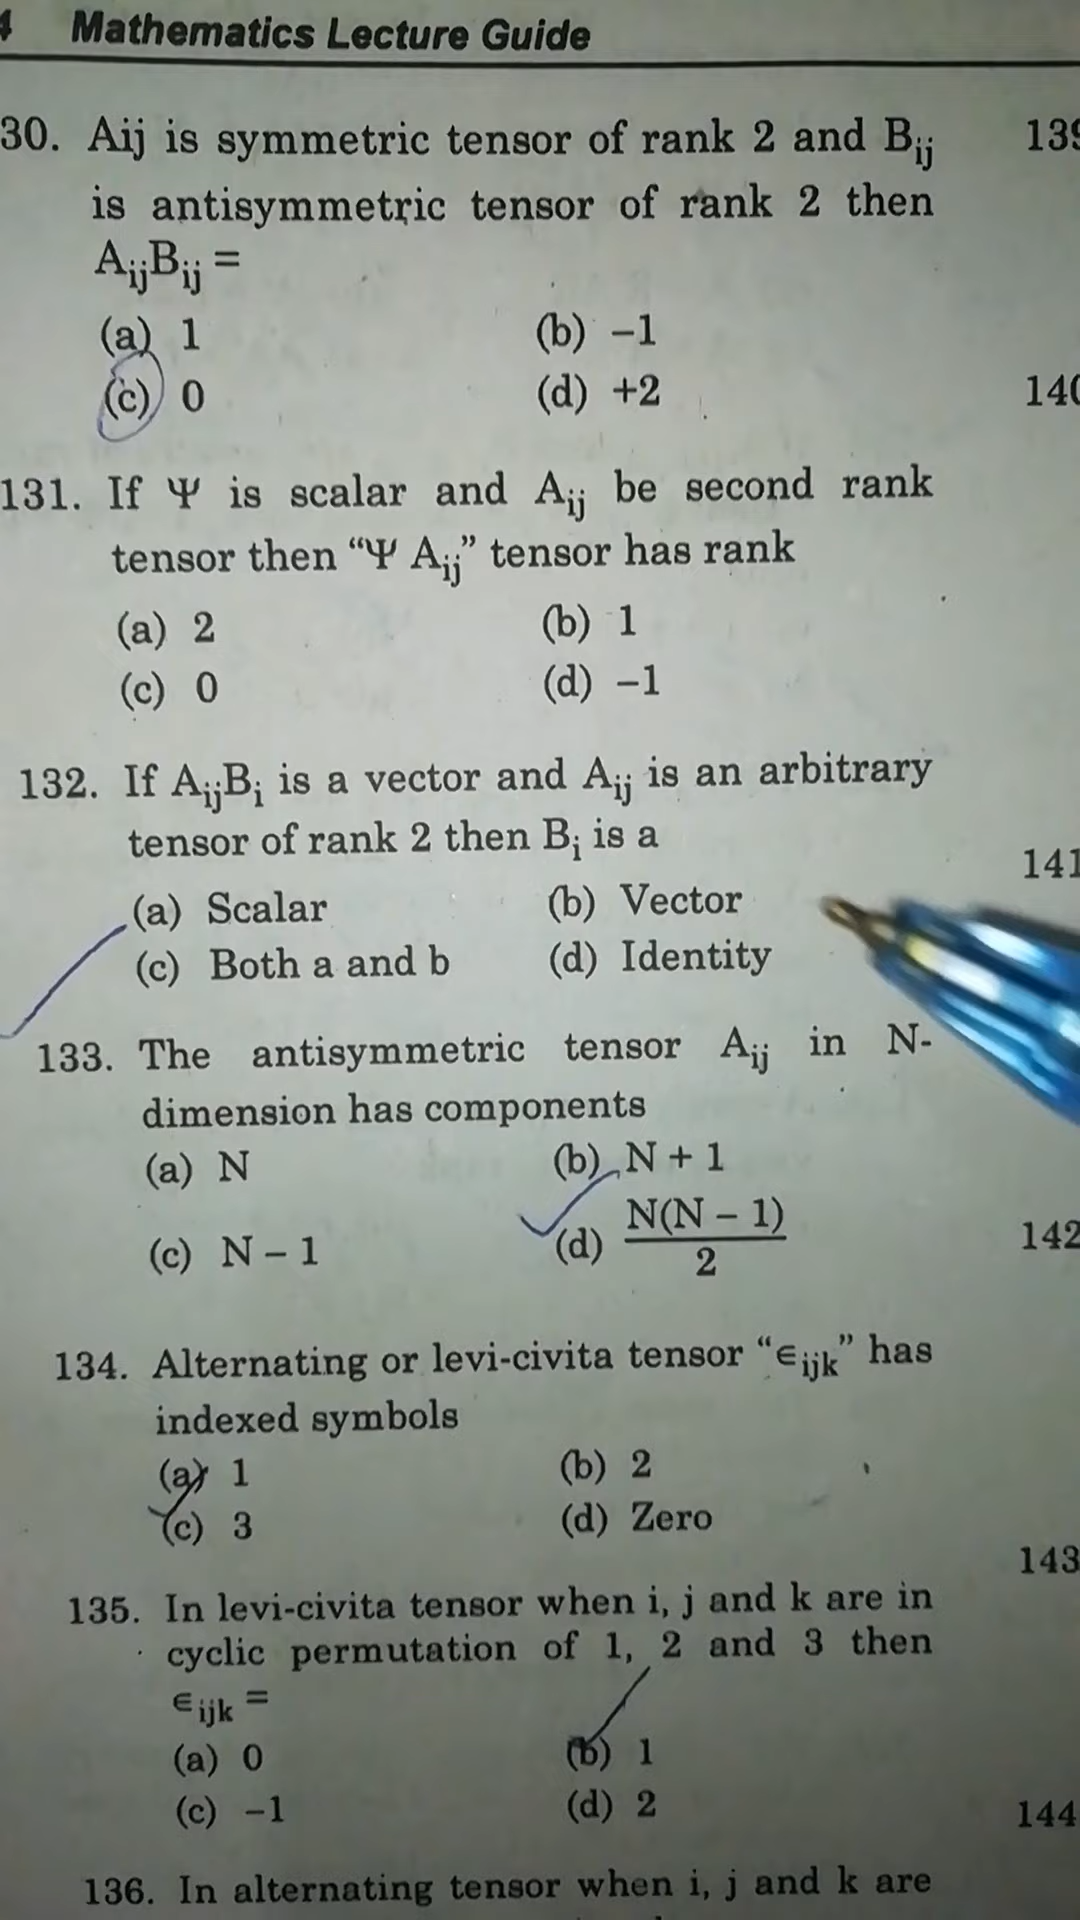 4 Mathematics Lecture Guide
30. Aij is symmetric tensor of rank 2 and Bij
is antisymmetric tensor of rank 2 then
AijBij =
(a) 1 (b) –1
(c) 0 (d) +2
131. If Ψ is scalar and Aij be second rank
tensor then “Ψ Aij” tensor has rank
(a) 2 (b) 1
(c) 0 (d) –1
132. If AijBi is a vector and Aij is an arbitrary
tensor of rank 2 then Bi is a
(a) Scalar (b) Vector
(c) Both a and b (d) Identity
133. The antisymmetric tensor Aij in N-
dimension has components
(a) N (b) N + 1
(c) N – 1 (d) N(N – 1)/2
134. Alternating or levi-civita tensor “∈ijk” has
indexed symbols
(a) 1 (b) 2
(c) 3 (d) Zero
135. In levi-civita tensor when i, j and k are in
cyclic permutation of 1, 2 and 3 then
∈ijk =
(a) 0 (b) 1
(c) –1 (d) 2
136. In alternating tensor when i, j and k are
139
140
141
142
143
144